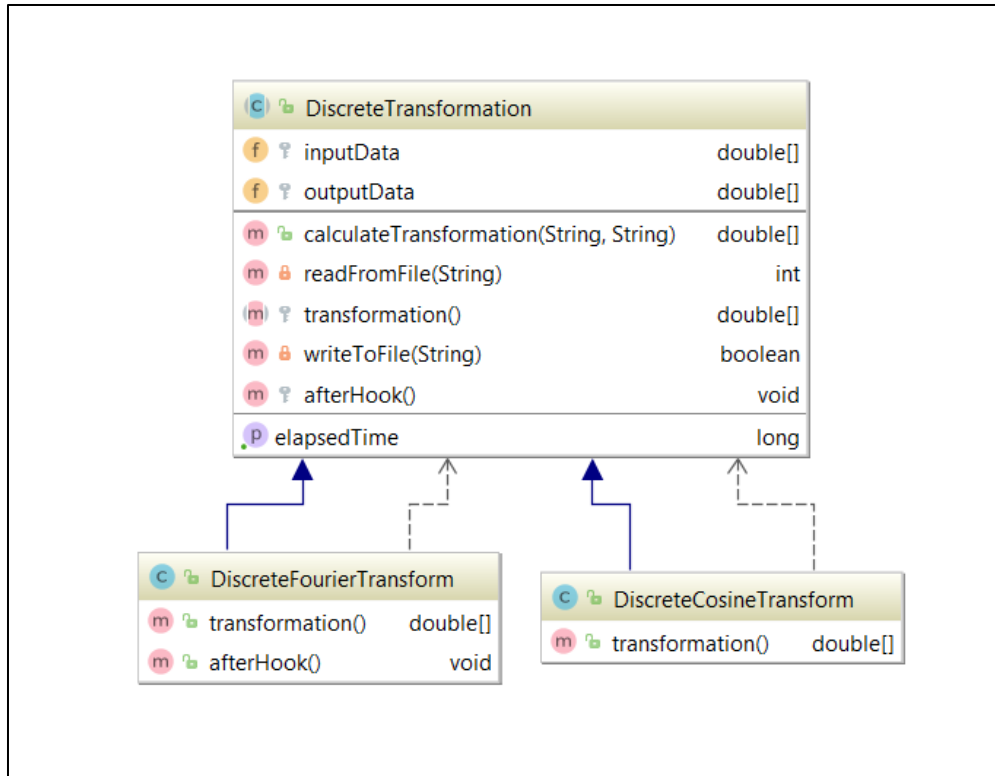 C DiscreteTransformation
f inputData double[]
f outputData double[]
m calculateTransformation(String, String) double[]
m readFromFile(String) int
m transformation() double[]
m writeToFile(String) boolean
m afterHook() void
p elapsedTime long
C DiscreteFourierTransform
m transformation() double[]
m afterHook() void
C DiscreteCosineTransform
m transformation() double[]